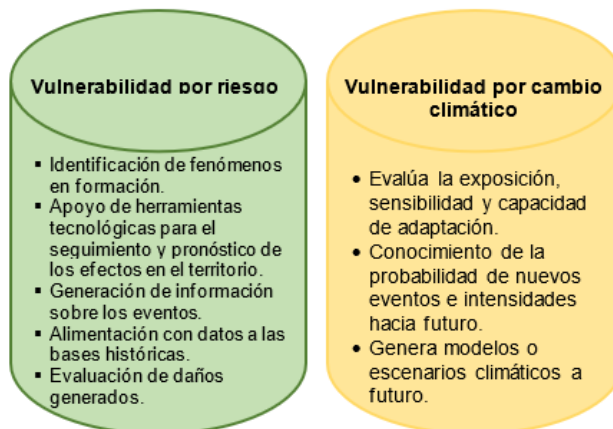 Vulnerabilidad por riesgo
▪ Identificación de fenómenos
en formación.
▪ Apoyo de herramientas
tecnológicas para el
seguimiento y pronóstico de
los efectos en el territorio.
▪ Generación de información
sobre los eventos.
▪ Alimentación con datos a las
bases históricas.
▪ Evaluación de daños
generados.
Vulnerabilidad por cambio
climático
• Evalúa la exposición,
sensibilidad y capacidad
de adaptación.
• Conocimiento de la
probabilidad de nuevos
eventos e intensidades
hacia futuro.
• Genera modelos o
escenarios climáticos a
futuro.